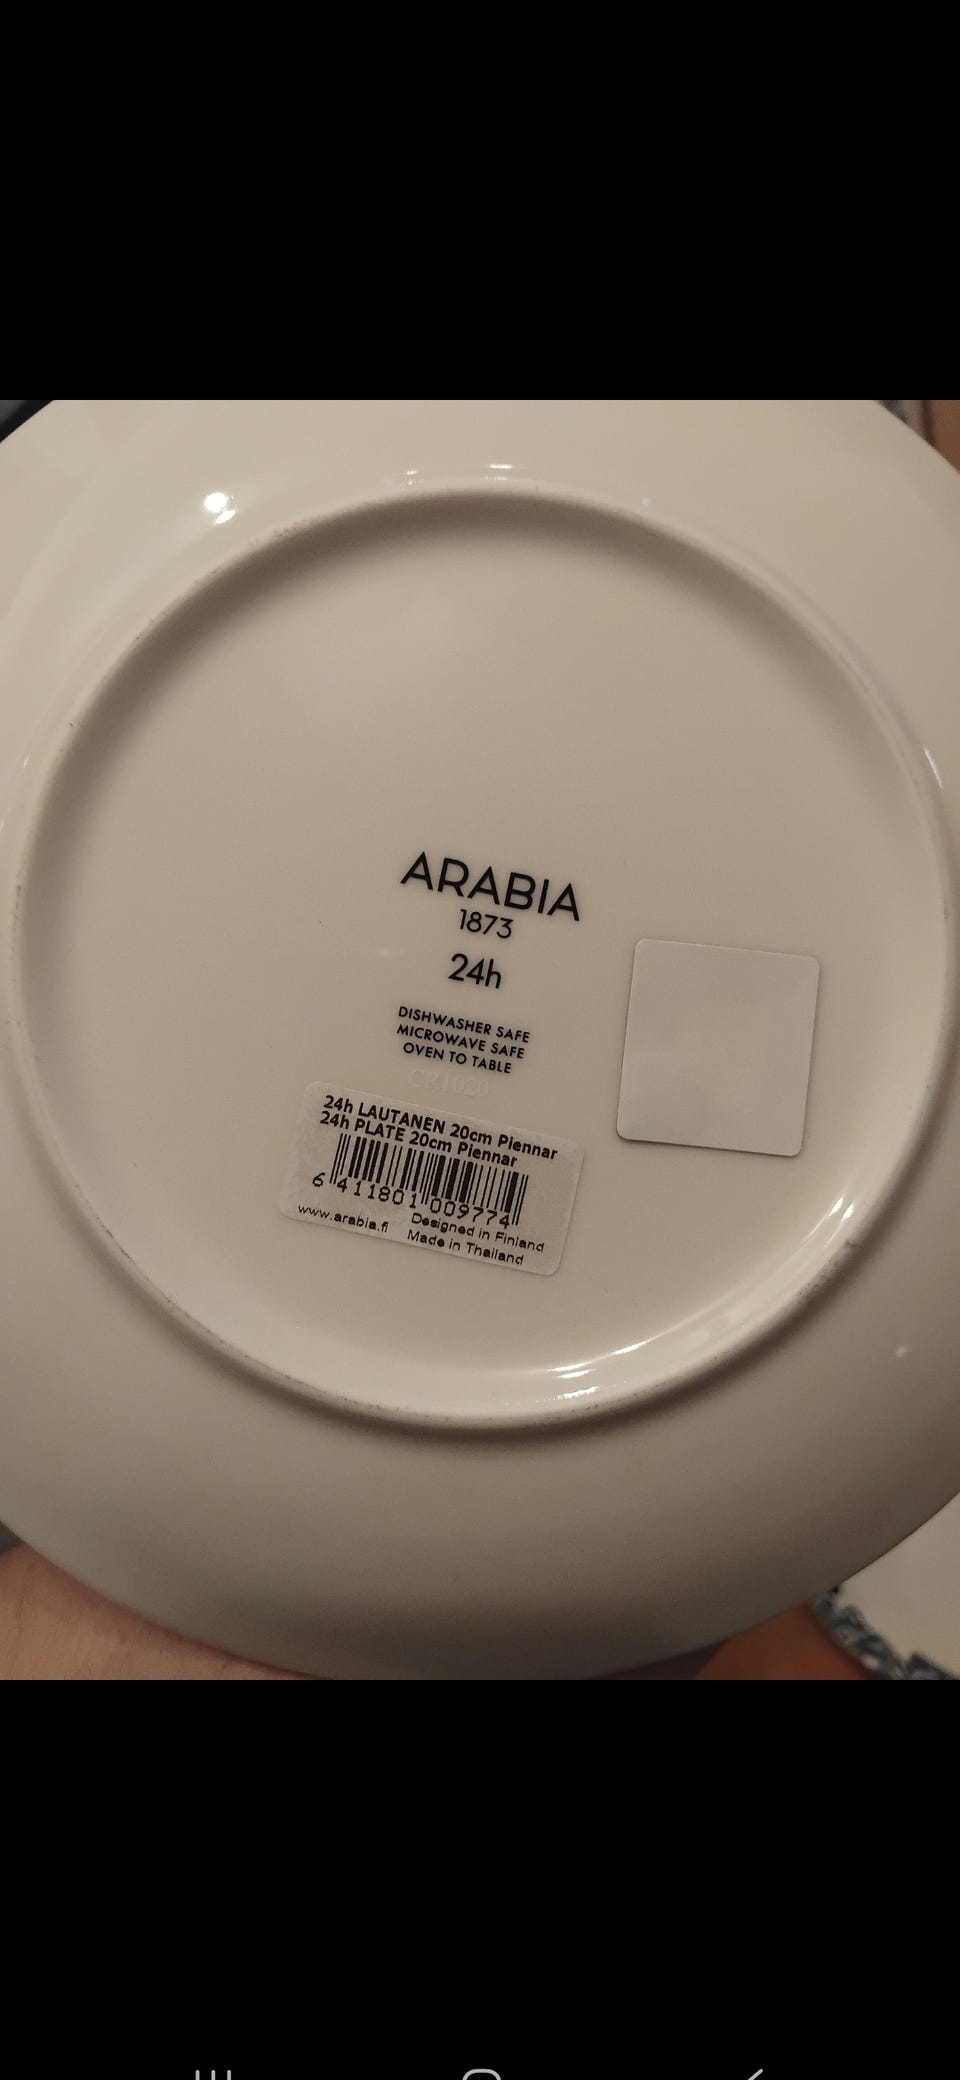 ARABIA
1873
24h
DISHWASHER SAFE
MICROWAVE SAFE
OVEN TO TABLE
CR1020
24h LAUTANEN 20cm Piennar
24h PLATE 20cm Piennar
6 411801 009774
www.arabia.fi Designed in Finland
Made in Thailand